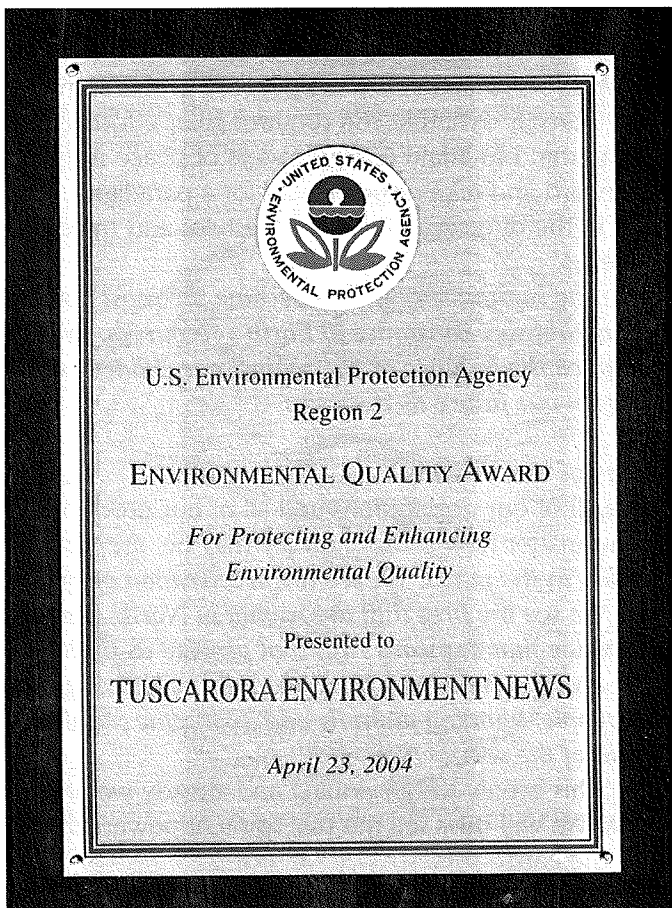 UNITED STATES
ENVIRONMENTAL PROTECTION AGENCY
U.S. Environmental Protection Agency
Region 2
ENVIRONMENTAL QUALITY AWARD
For Protecting and Enhancing
Environmental Quality
Presented to
TUSCARORA ENVIRONMENT NEWS
April 23, 2004